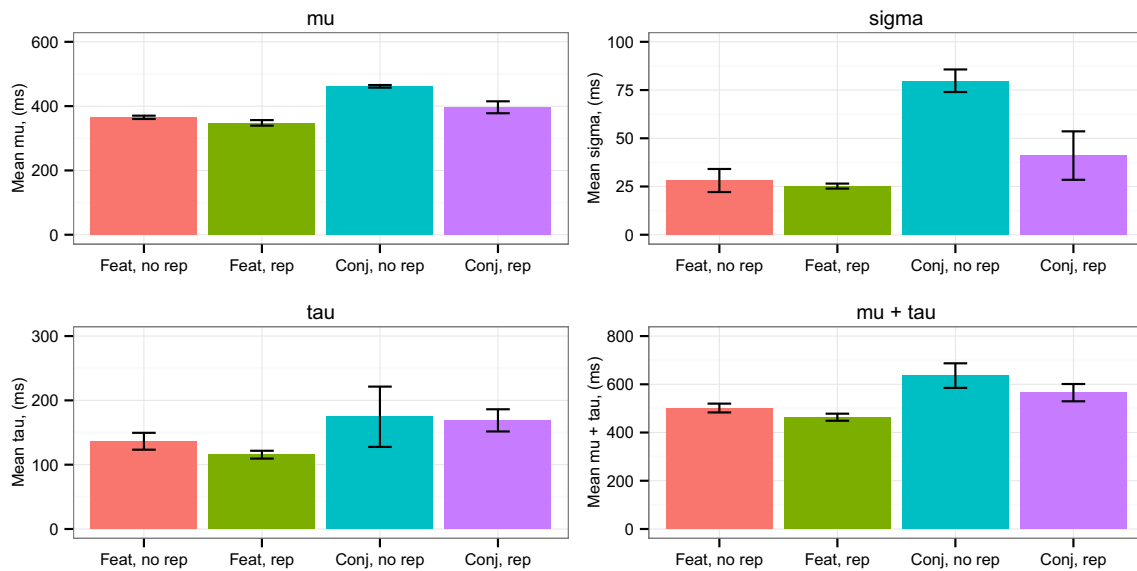 mu
Mean mu, (ms)
600
400
200
0
Feat, no rep
Feat, rep
Conj, no rep
Conj, rep
sigma
Mean sigma, (ms)
100
75
50
25
0
Feat, no rep
Feat, rep
Conj, no rep
Conj, rep
tau
Mean tau, (ms)
300
200
100
0
Feat, no rep
Feat, rep
Conj, no rep
Conj, rep
mu + tau
Mean mu + tau, (ms)
800
600
400
200
0
Feat, no rep
Feat, rep
Conj, no rep
Conj, rep